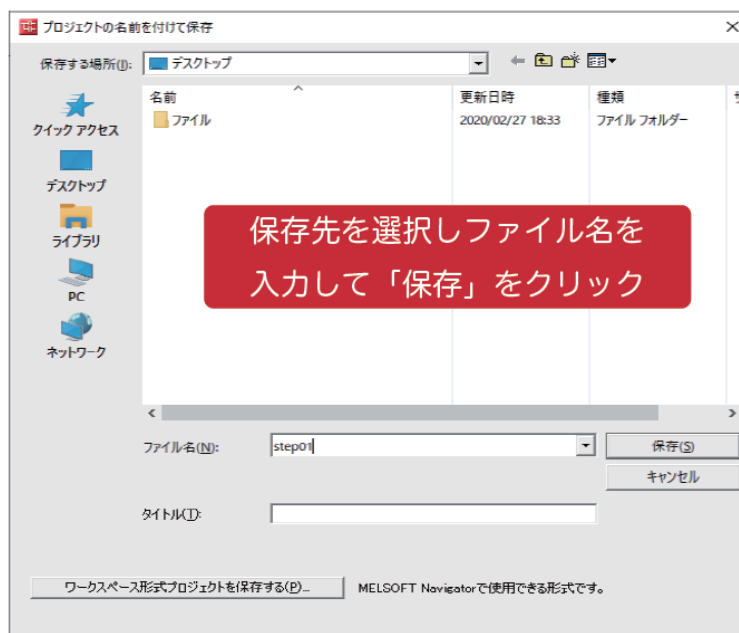 プロジェクトの名前を付けて保存
保存する場所(I): デスクトップ
名前 更新日時 種類
ファイル 2020/02/27 18:33 ファイル フォルダー
クイック アクセス
デスクトップ
ライブラリ
PC
ネットワーク
保存先を選択しファイル名を
入力して「保存」をクリック
ファイル名(N): step01 保存(S)
キャンセル
タイトル(T):
ワークスペース形式プロジェクトを保存する(P)... MELSOFT Navigatorで使用できる形式です。